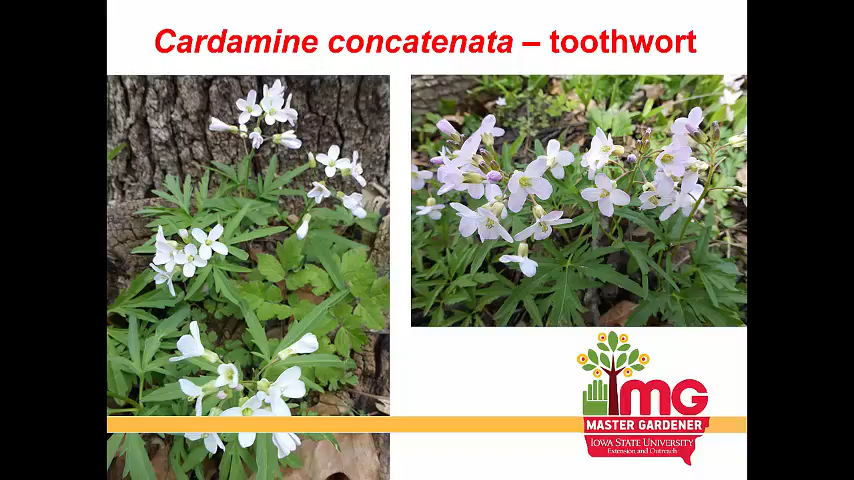 Cardamine concatenata – toothwort
MG
MASTER GARDENER
IOWA STATE UNIVERSITY
Extension and Outreach